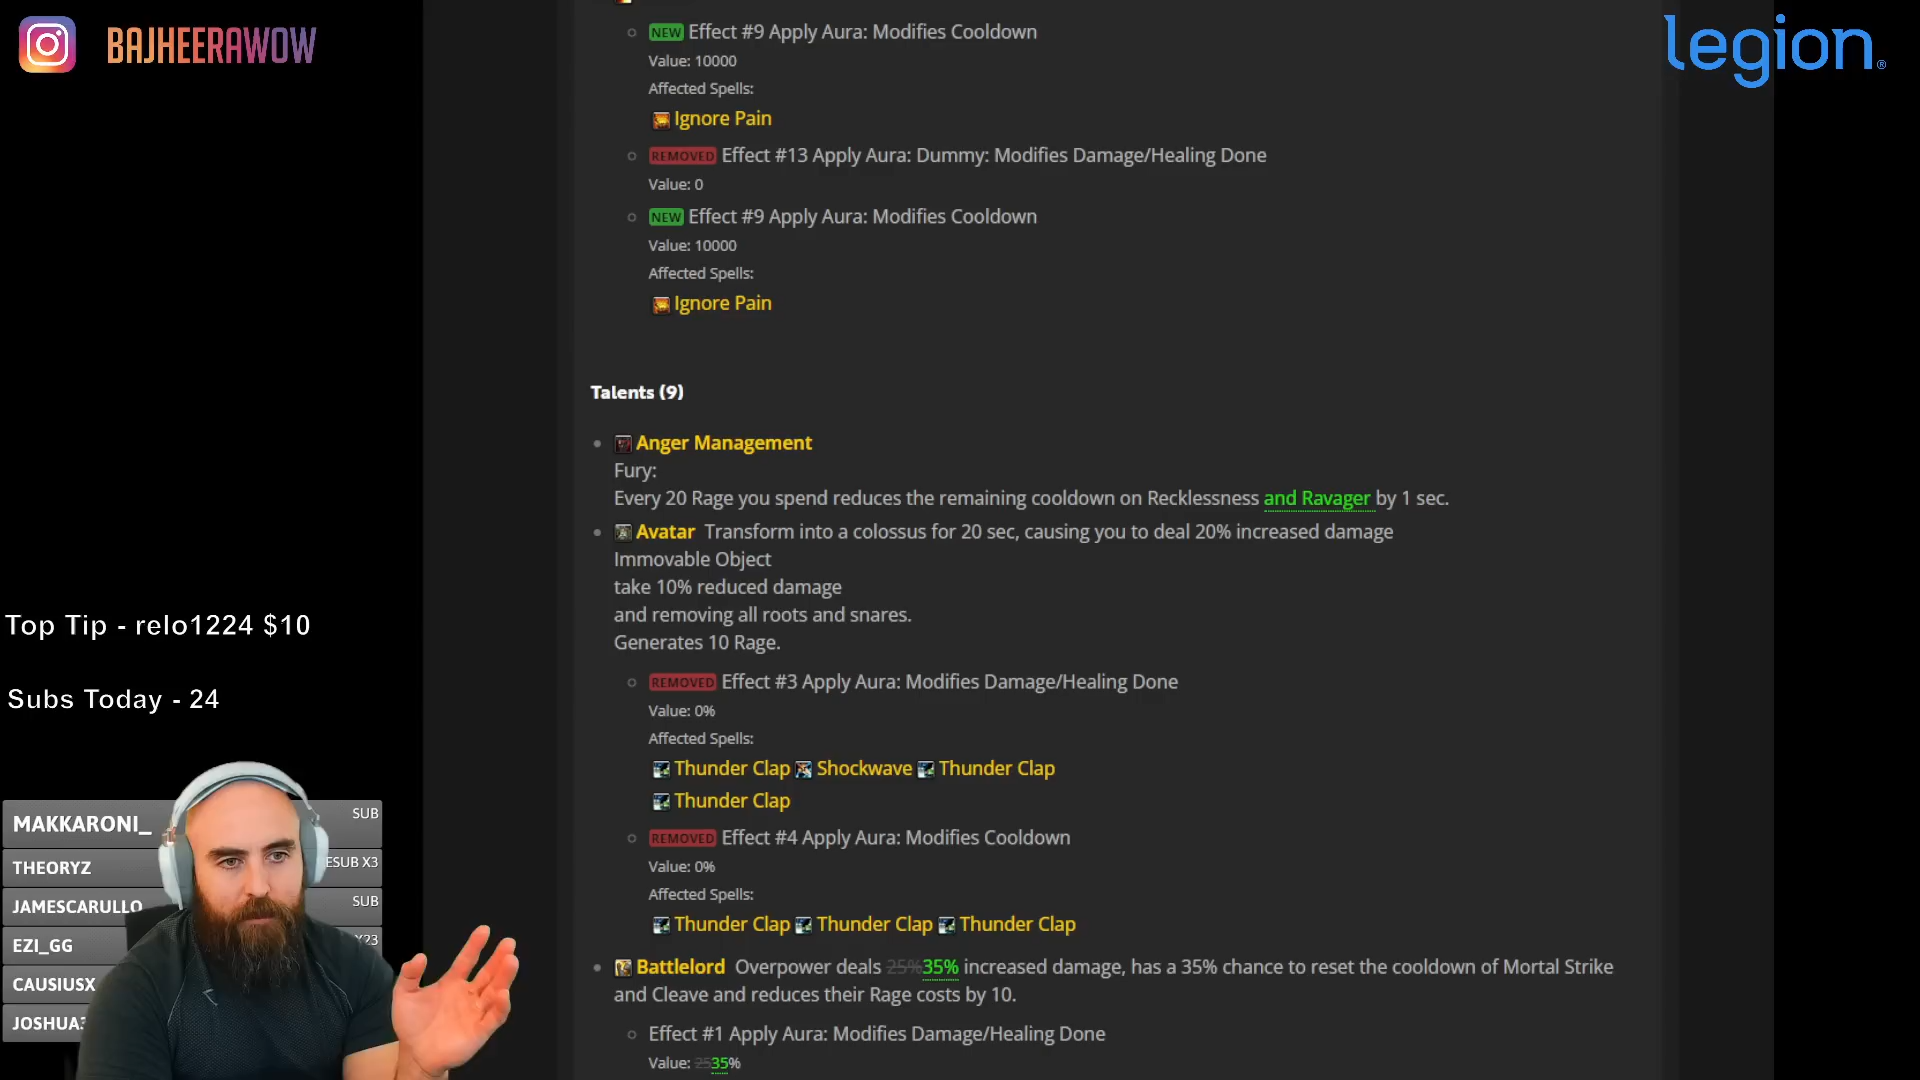 BAJHEERAWOW
legion®
NEW Effect #9 Apply Aura: Modifies Cooldown
Value: 10000
Affected Spells:
Ignore Pain
REMOVED Effect #13 Apply Aura: Dummy: Modifies Damage/Healing Done
Value: 0
NEW Effect #9 Apply Aura: Modifies Cooldown
Value: 10000
Affected Spells:
Ignore Pain
Talents (9)
Anger Management
Fury:
Every 20 Rage you spend reduces the remaining cooldown on Recklessness and Ravager by 1 sec.
Avatar Transform into a colossus for 20 sec, causing you to deal 20% increased damage
Immovable Object
take 10% reduced damage
and removing all roots and snares.
Generates 10 Rage.
REMOVED Effect #3 Apply Aura: Modifies Damage/Healing Done
Value: 0%
Affected Spells:
Thunder Clap Shockwave Thunder Clap
Thunder Clap
REMOVED Effect #4 Apply Aura: Modifies Cooldown
Value: 0%
Affected Spells:
Thunder Clap Thunder Clap Thunder Clap
Battlelord Overpower deals 25%35% increased damage, has a 35% chance to reset the cooldown of Mortal Strike
and Cleave and reduces their Rage costs by 10.
Effect #1 Apply Aura: Modifies Damage/Healing Done
Value: 2535%
Top Tip - relo1224 $10
Subs Today - 24
MAKKARONI_ SUB
THEORYZ ESUB X3
JAMESCARULLO SUB
EZI_GG X23
CAUSIUSX
JOSHUA